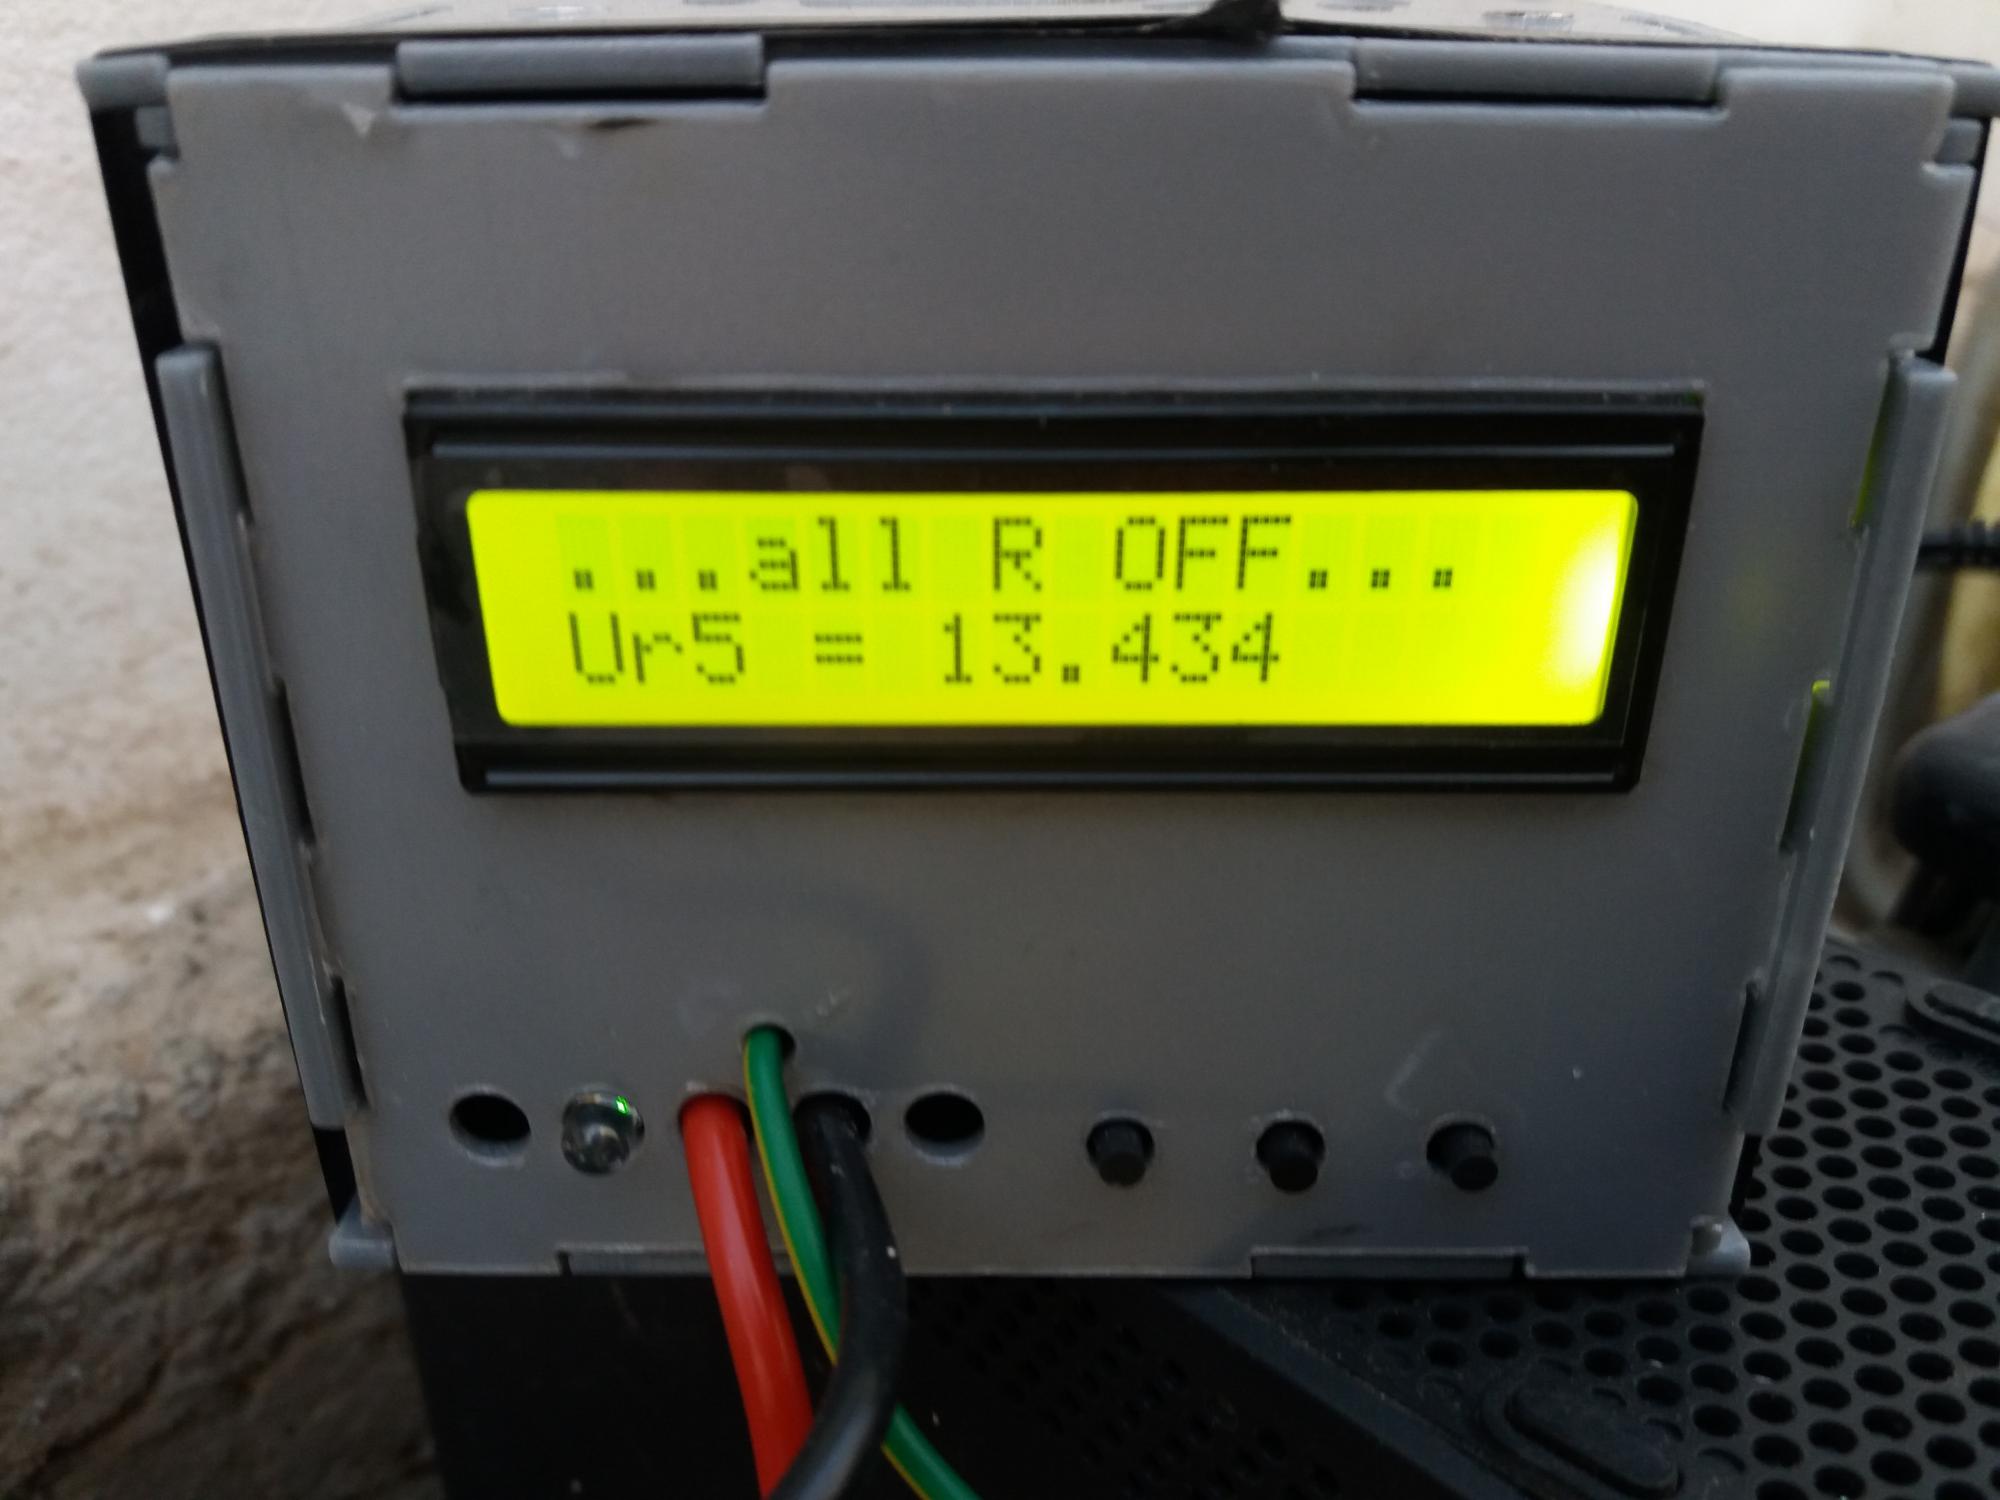 ...all R OFF...
Ur5 = 13.434